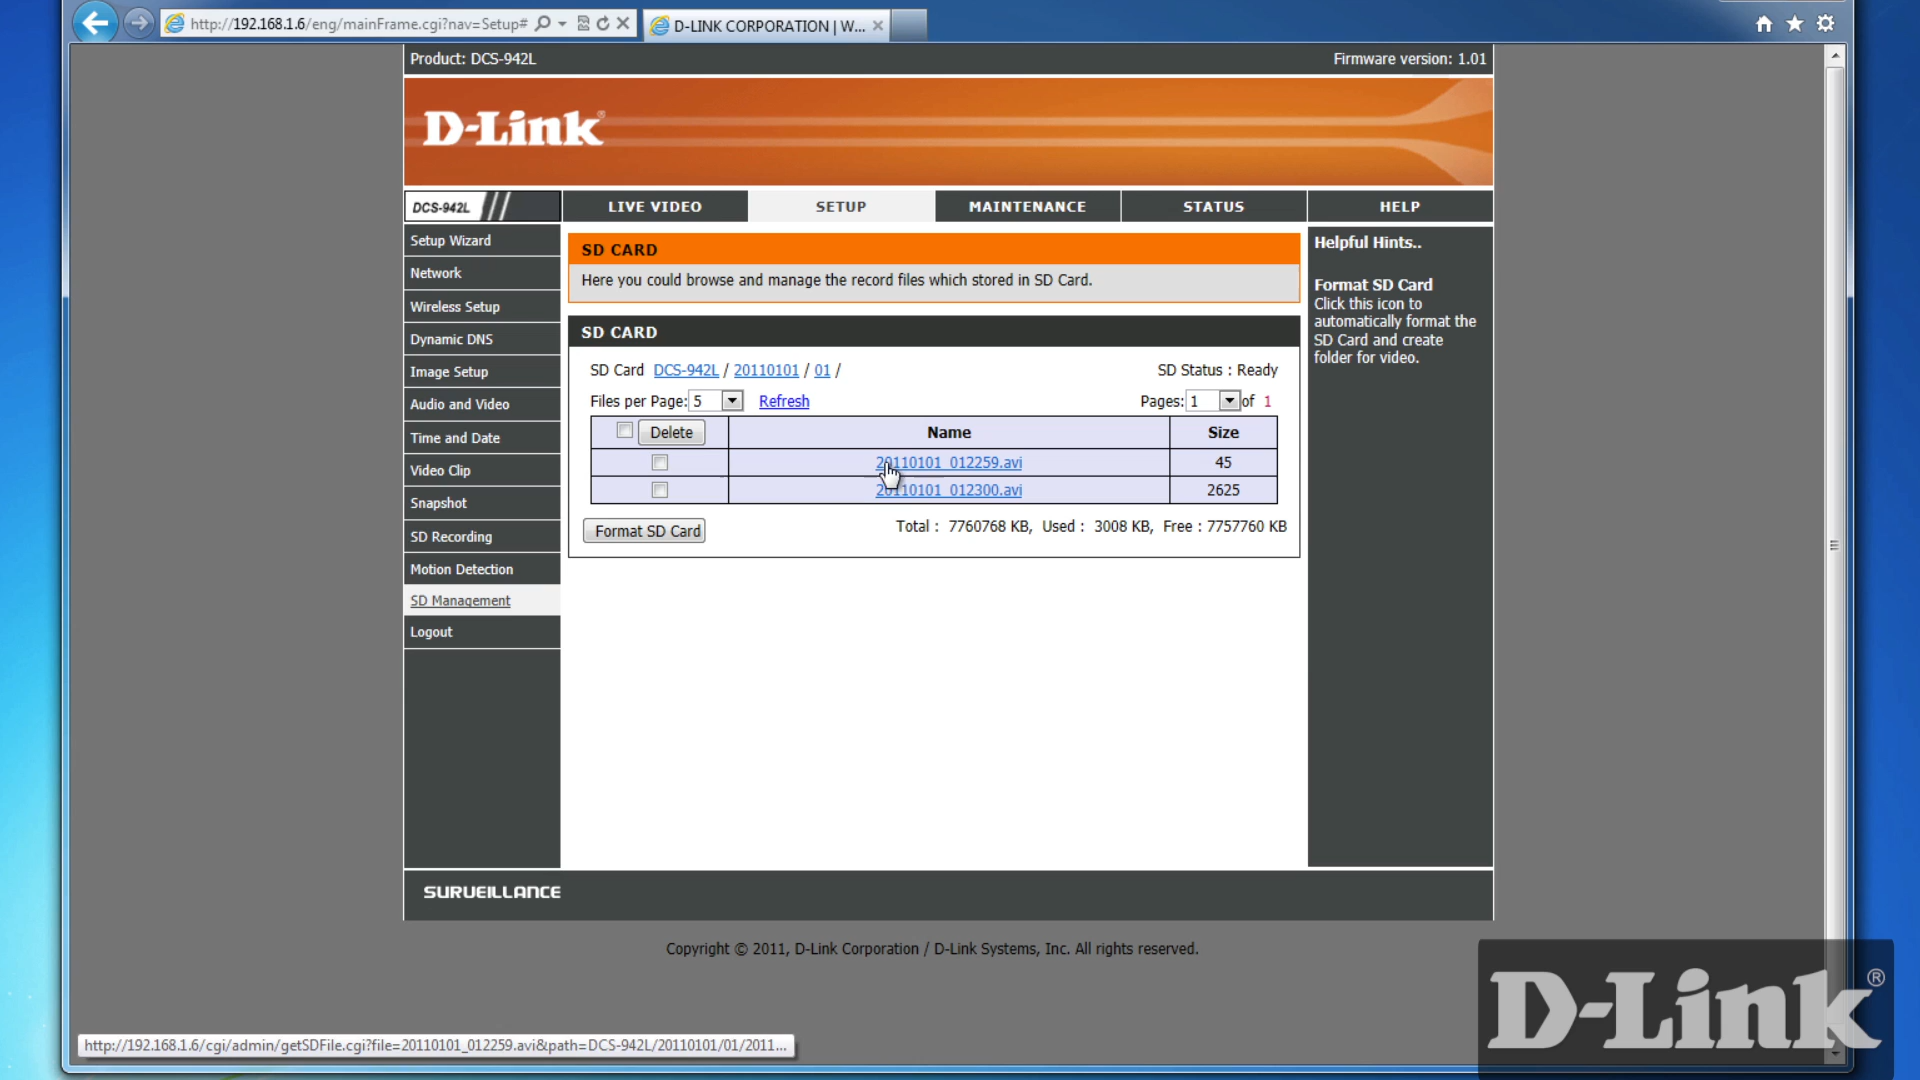 http://192.168.1.6/eng/mainFrame.cgi?nav=Setup#
D-LINK CORPORATION | W...
Product: DCS-942L
Firmware version: 1.01
D-Link®
DCS-942L
LIVE VIDEO
SETUP
MAINTENANCE
STATUS
HELP
Setup Wizard
Network
Wireless Setup
Dynamic DNS
Image Setup
Audio and Video
Time and Date
Video Clip
Snapshot
SD Recording
Motion Detection
SD Management
Logout
SD CARD
Here you could browse and manage the record files which stored in SD Card.
SD CARD
SD Card DCS-942L / 20110101 / 01 /
SD Status : Ready
Files per Page: 5 Refresh
Pages: 1 of 1
Delete Name Size
20110101_012259.avi 45
20110101_012300.avi 2625
Format SD Card
Total : 7760768 KB, Used : 3008 KB, Free : 7757760 KB
Helpful Hints..
Format SD Card
Click this icon to
automatically format the
SD Card and create
folder for video.
SURVEILLANCE
Copyright © 2011, D-Link Corporation / D-Link Systems, Inc. All rights reserved.
http://192.168.1.6/cgi/admin/getSDFile.cgi?file=20110101_012259.avi&path=DCS-942L/20110101/01/2011...
D-Link®